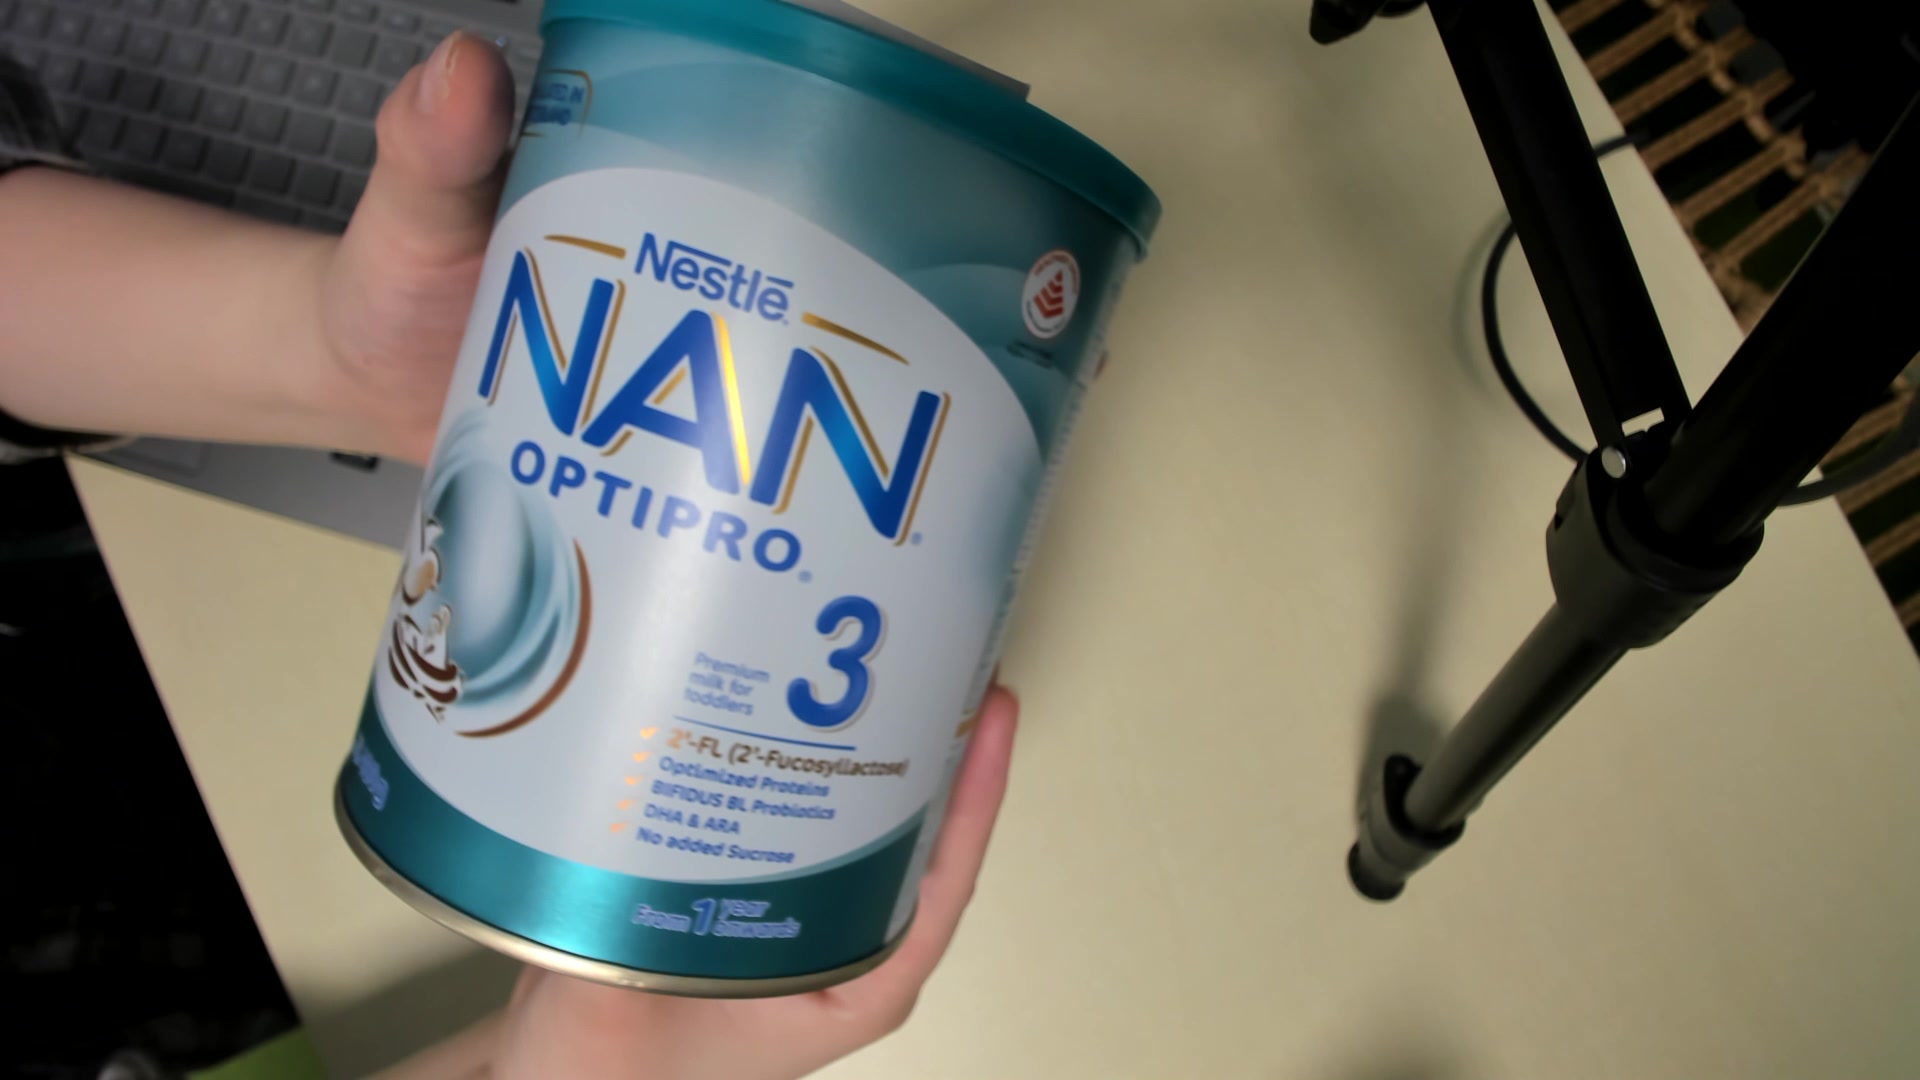 Nestlé
NAN
OPTIPRO
3
Premium
milk for
toddlers
2'-FL (2'-Fucosyllactose)
Optimized Proteins
BIFIDUS BL Probiotics
DHA & ARA
No added Sucrose
From 1 year
onwards